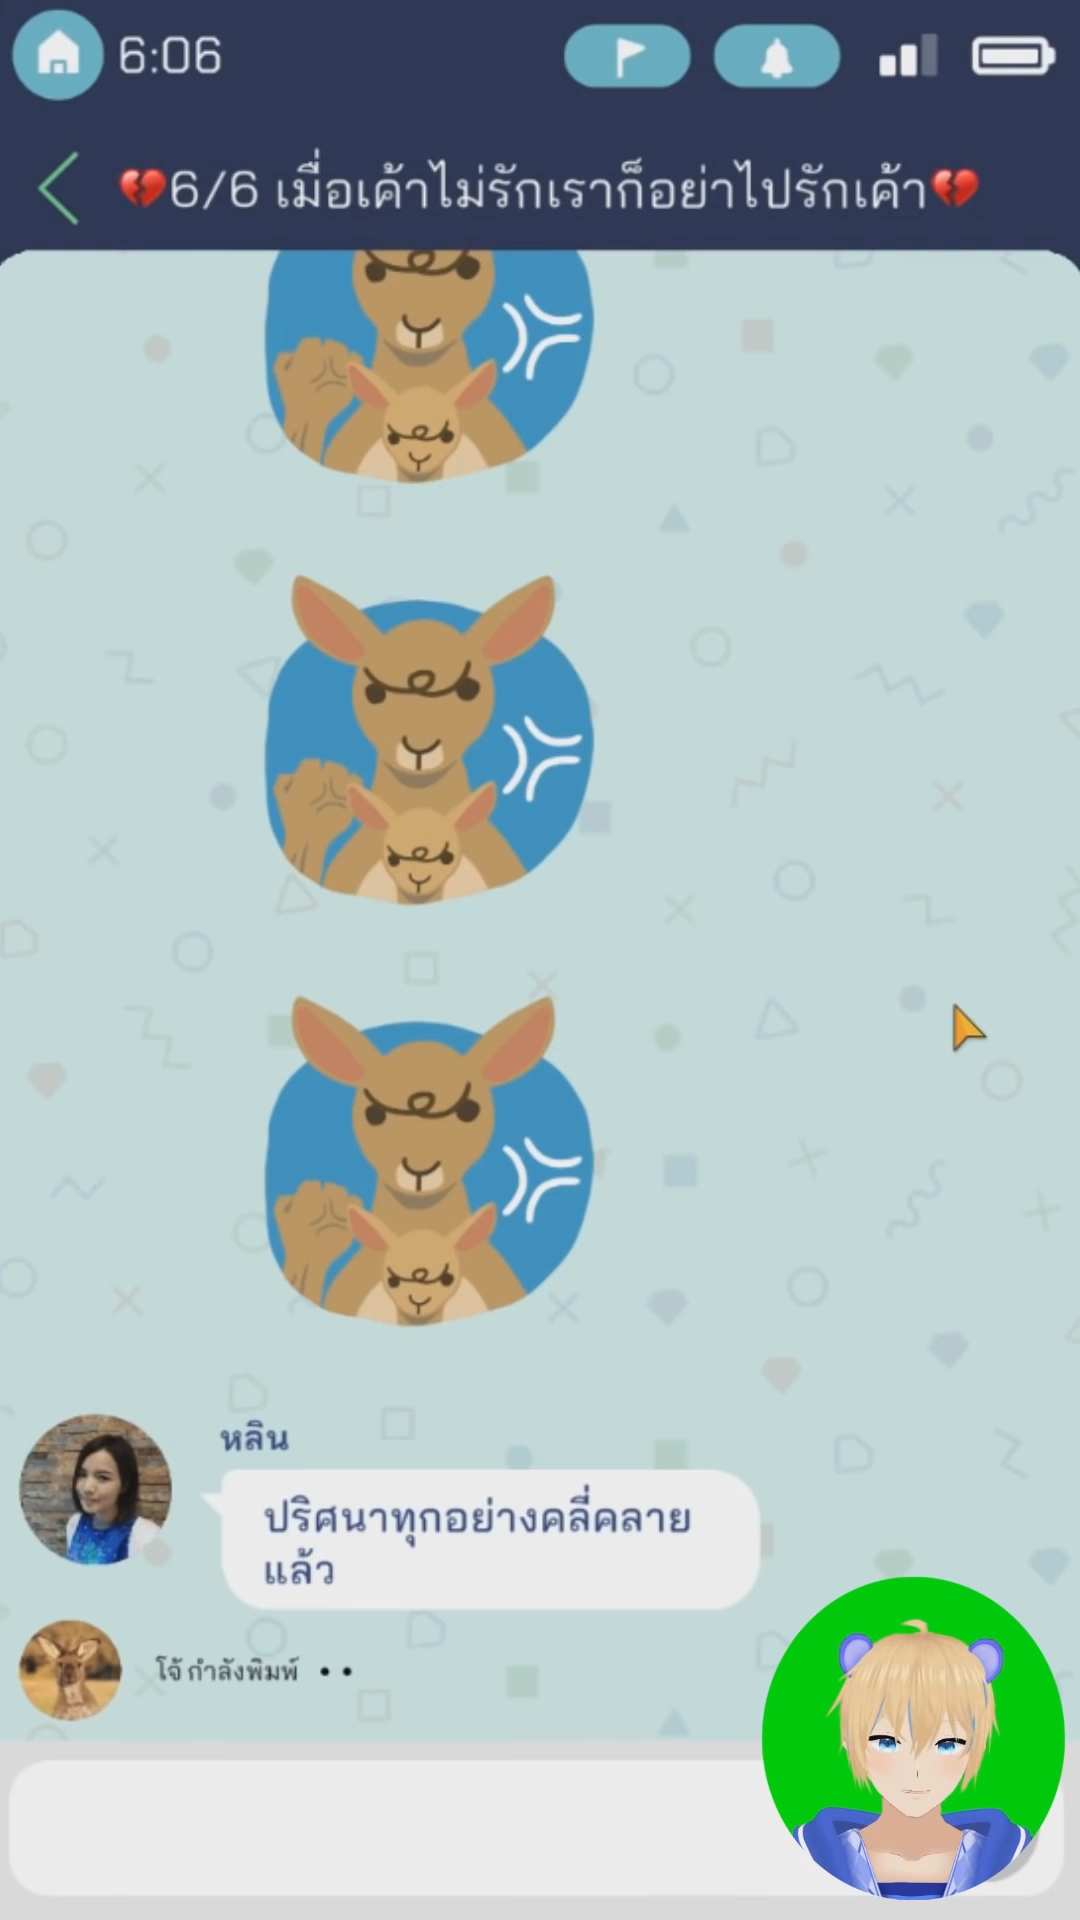 6:06
💔6/6 เมื่อเค้าไม่รักเราก็อย่าไปรักเค้า💔
หลิน
ปริศนาทุกอย่างคลี่คลาย
แล้ว
โจ้ กำลังพิมพ์